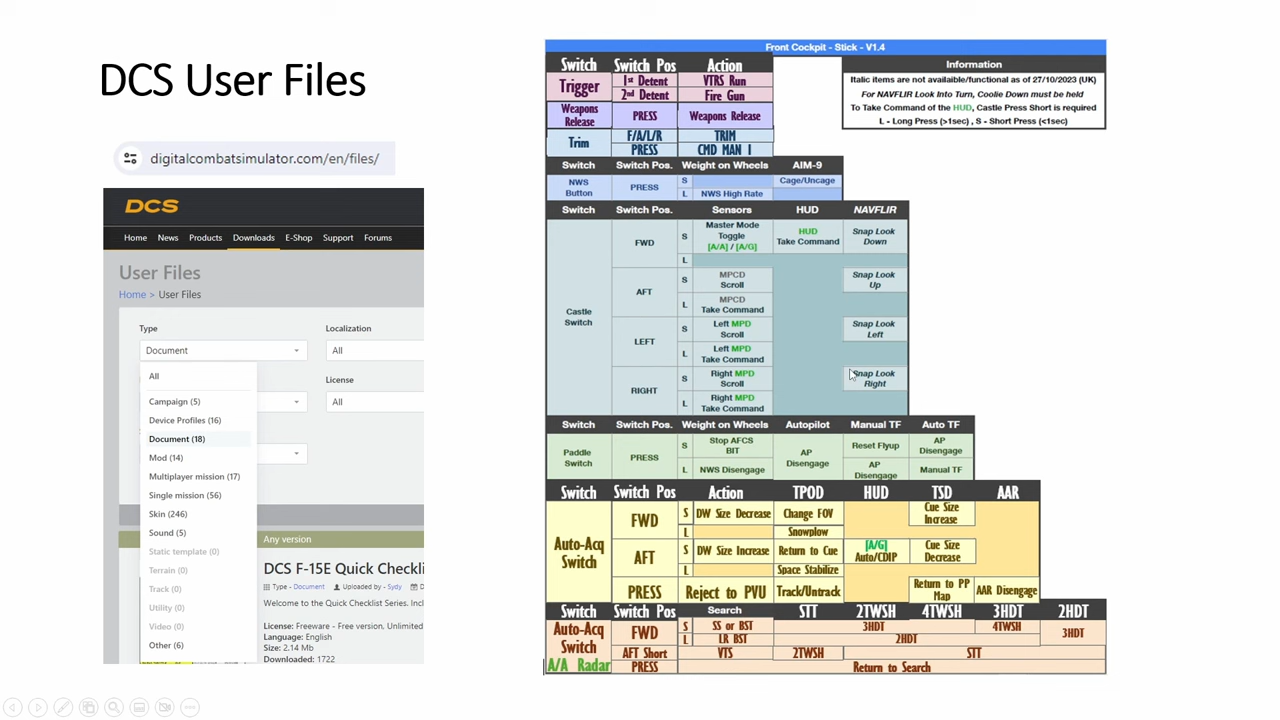 DCS User Files
digitalcombatsimulator.com/en/files/
DCS
Home News Products Downloads E-Shop Support Forums
User Files
Home > User Files
Type Localization
Document All
All
License
Campaign (5) All
Device Profiles (16)
Document (18)
Mod (14)
Multiplayer mission (17)
Single mission (56)
Skin (246)
Sound (5)
Static template (0) Any version
Terrain (0) DCS F-15E Quick Checkli
Track (0) Type - Document Uploaded by - Sydy
Utility (0) Welcome to the Quick Checklist Series. Incl
Video (0) License: Freeware - Free version, Unlimited
Language: English
Other (6) Size: 2.14 Mb
Downloaded: 1722
Front Cockpit - Stick - V1.4
Information
Italic items are not avaialble/functional as of 27/10/2023 (UK)
For NAVFLIR Look Into Turn, Coolie Down must be held
To Take Command of the HUD, Castle Press Short is required
L - Long Press (>1sec) , S - Short Press (<1sec)
Switch Switch Pos Action
Trigger 1st Detent VTRS Run
2nd Detent Fire Gun
Weapons Release PRESS Weapons Release
Trim F/A/L/R TRIM
PRESS CMD MAN I
Switch Switch Pos. Weight on Wheels AIM-9
NWS Button PRESS S Cage/Uncage
L NWS High Rate
Switch Switch Pos. Sensors HUD NAVFLIR
Castle Switch FWD S Master Mode Toggle [A/A] / [A/G] HUD Take Command Snap Look Down
L
AFT S MPCD Scroll Snap Look Up
L MPCD Take Command
LEFT S Left MPD Scroll Snap Look Left
L Left MPD Take Command
RIGHT S Right MPD Scroll Snap Look Right
L Right MPD Take Command
Switch Switch Pos. Weight on Wheels Autopilot Manual TF Auto TF
Paddle Switch PRESS S Stop AFCS BIT AP Disengage Reset Flyup AP Disengage
L NWS Disengage AP Disengage Manual TF
Switch Switch Pos Action TPOD HUD TSD AAR
Auto-Acq Switch FWD S DW Size Decrease Change FOV Cue Size Increase
L Snowplow
AFT S DW Size Increase Return to Cue [A/G] Auto/CDIP Cue Size Decrease
L Space Stabilize
PRESS Reject to PVU Track/Untrack Return to PP Map AAR Disengage
Switch Switch Pos Search STT 2TWSH 4TWSH 3HDT 2HDT
Auto-Acq Switch A/A Radar FWD S SS or BST 3HDT 4TWSH 3HDT
L LR BST 2HDT
AFT Short VTS 2TWSH STT
PRESS Return to Search